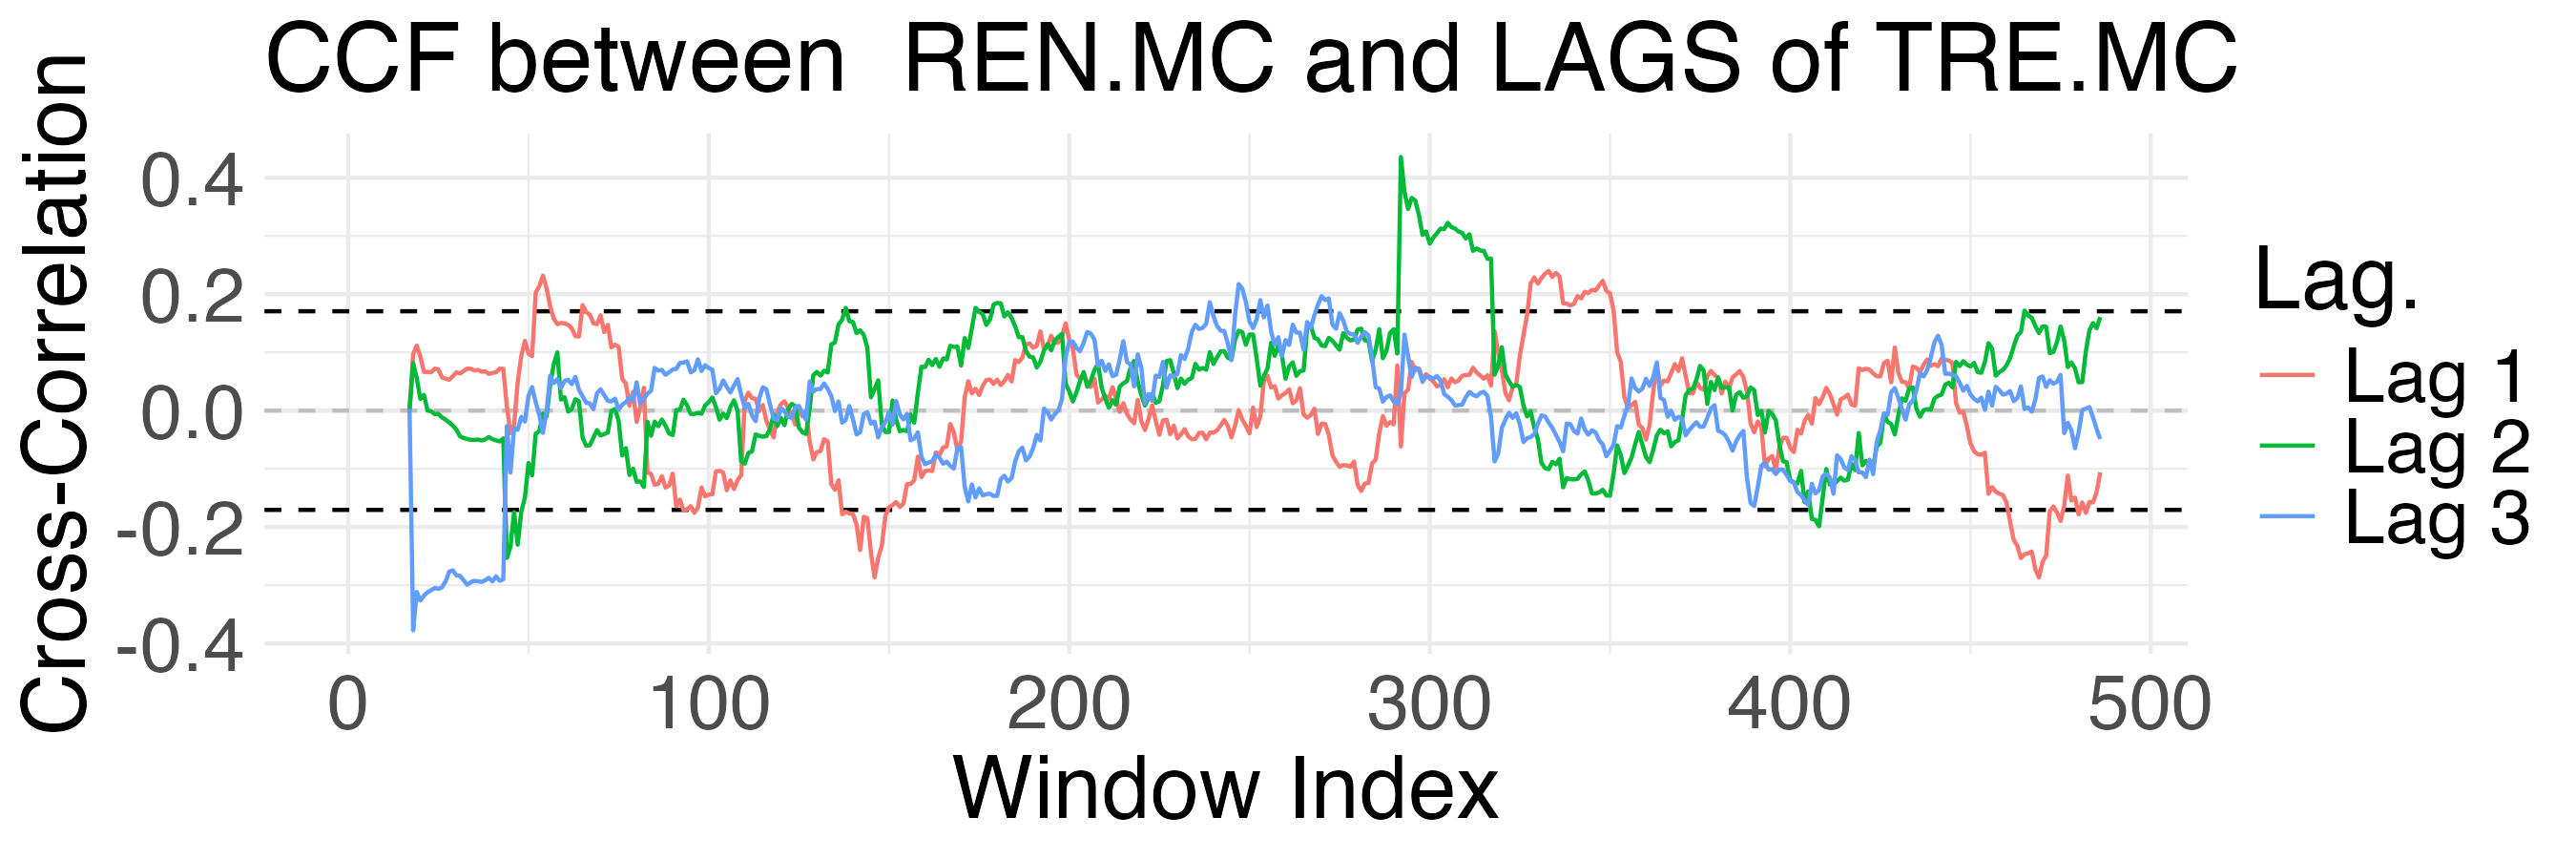 CCF between  REN.MC and LAGS of TRE.MC
Cross-Correlation
0.4
0.2
0.0
-0.2
-0.4
0 100 200 300 400 500
Window Index
Lag.
Lag 1
Lag 2
Lag 3